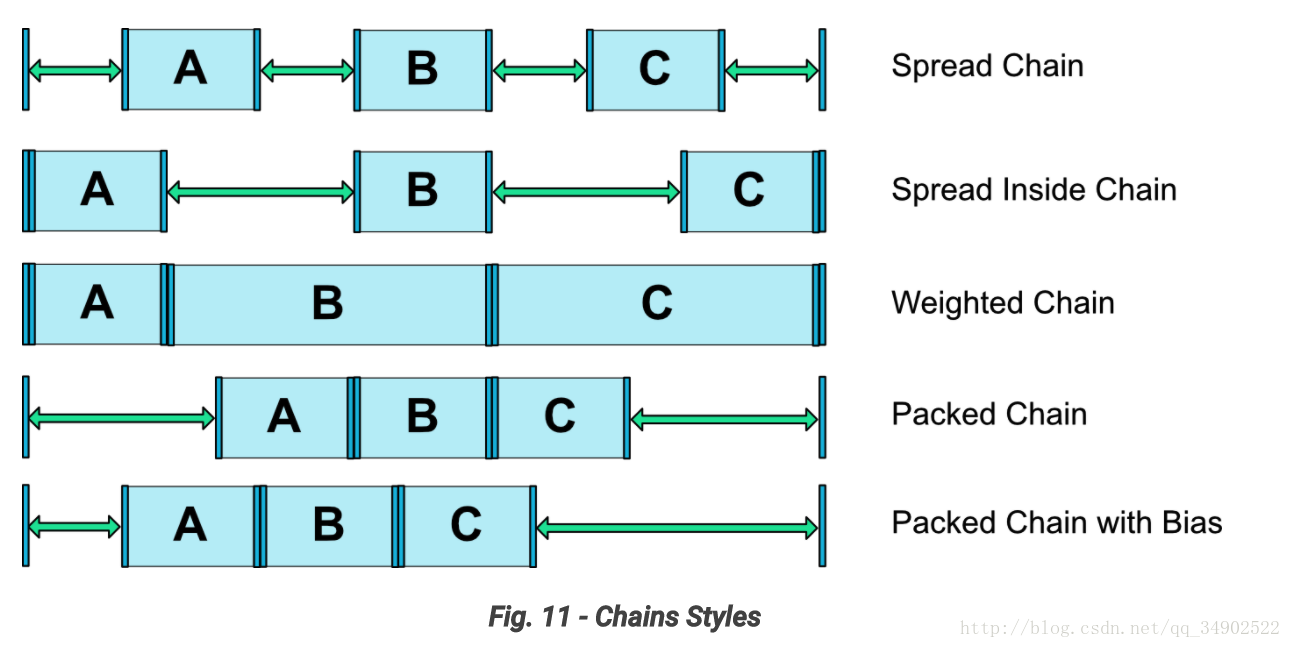 A B C Spread Chain
A B C Spread Inside Chain
A B C Weighted Chain
A B C Packed Chain
A B C Packed Chain with Bias
Fig. 11 - Chains Styles
http://blog.csdn.net/qq_34902522